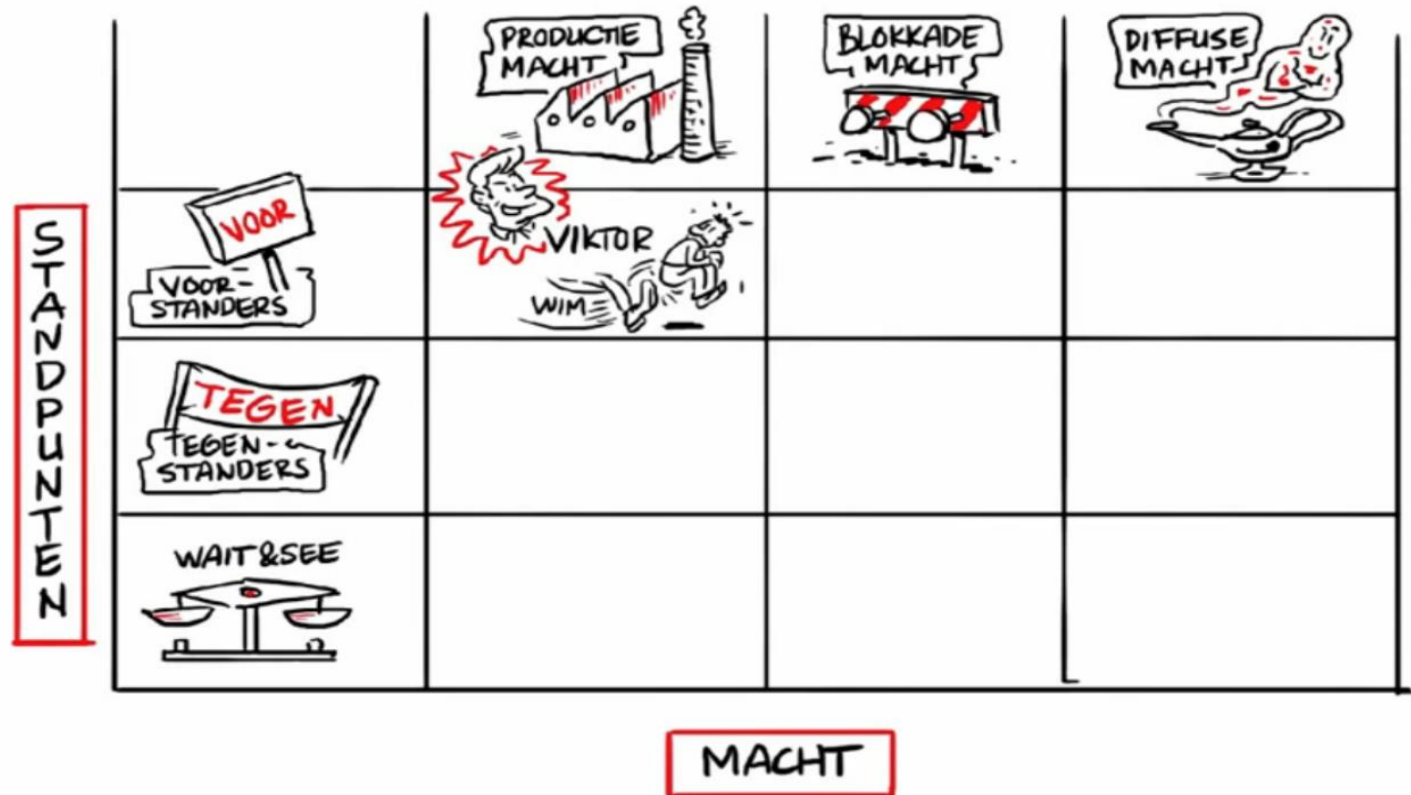 PRODUCTIE
MACHT
BLOKKADE
MACHT
DIFFUSE
MACHT
STANDPUNTEN
VOOR
VOOR-
STANDERS
VIKTOR
WIM
TEGEN
TEGEN-
STANDERS
WAIT & SEE
MACHT